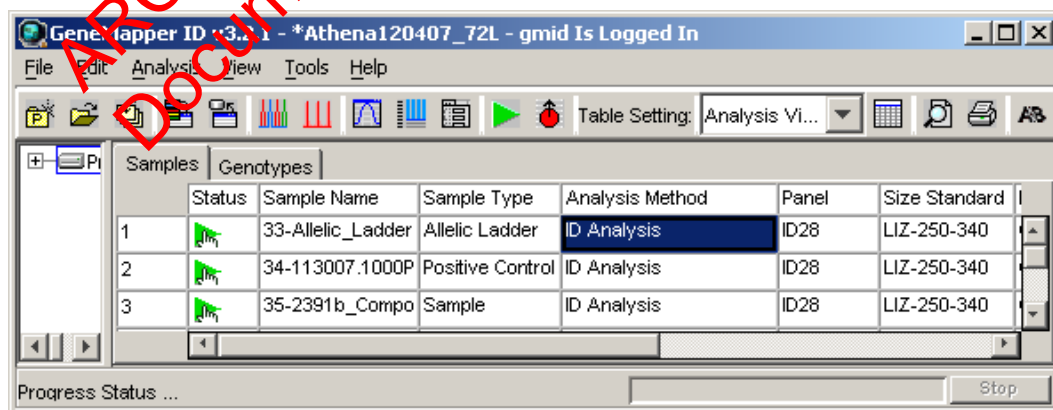 GeneMapper ID v3.2.1 - *Athena120407_72L - gmid Is Logged In
File Edit Analysis View Tools Help
Table Setting: Analysis Vi...
Samples Genotypes
Status Sample Name Sample Type Analysis Method Panel Size Standard
1 33-Allelic_Ladder Allelic Ladder ID Analysis ID28 LIZ-250-340
2 34-113007.1000P Positive Control ID Analysis ID28 LIZ-250-340
3 35-2391b_Compo Sample ID Analysis ID28 LIZ-250-340
Progress Status ... Stop